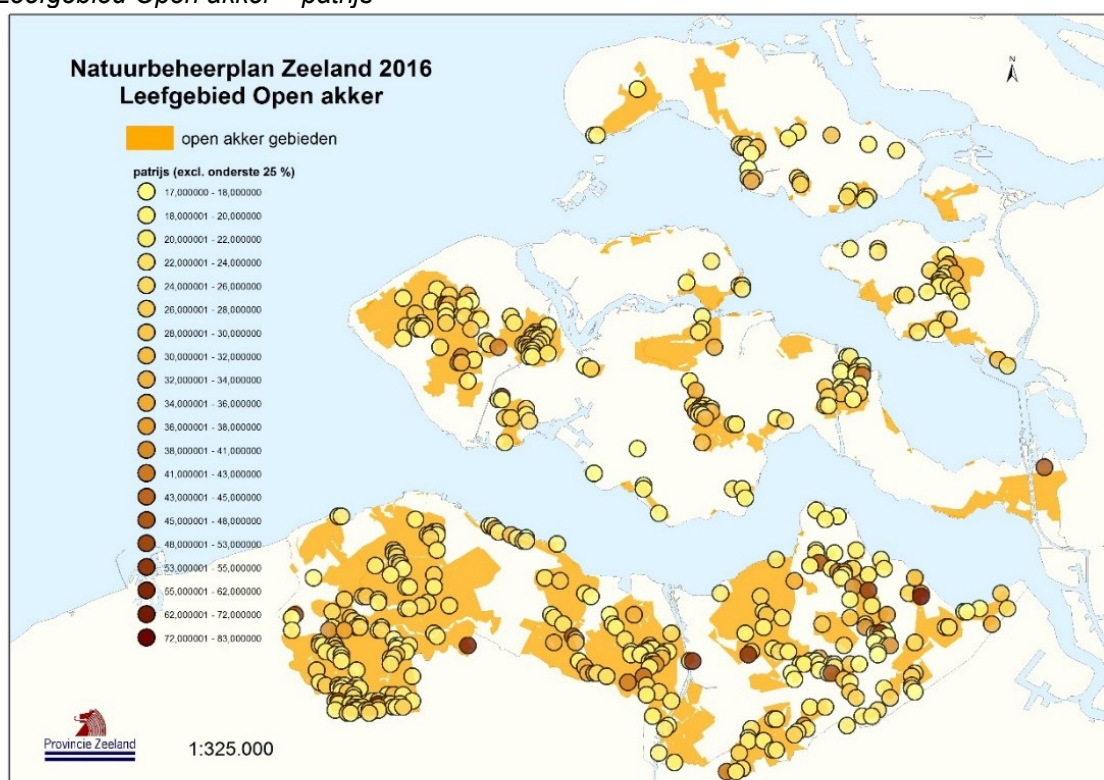 Leefgebied Open akker – patrijs
Natuurbeheerplan Zeeland 2016
Leefgebied Open akker
N
open akker gebieden
patrijs (excl. onderste 25 %)
17,000000 - 18,000000
18,000001 - 20,000000
20,000001 - 22,000000
22,000001 - 24,000000
24,000001 - 26,000000
26,000001 - 28,000000
28,000001 - 30,000000
30,000001 - 32,000000
32,000001 - 34,000000
34,000001 - 36,000000
36,000001 - 38,000000
38,000001 - 41,000000
41,000001 - 43,000000
43,000001 - 45,000000
45,000001 - 48,000000
48,000001 - 53,000000
53,000001 - 55,000000
55,000001 - 62,000000
62,000001 - 72,000000
72,000001 - 83,000000
Provincie Zeeland
1:325.000